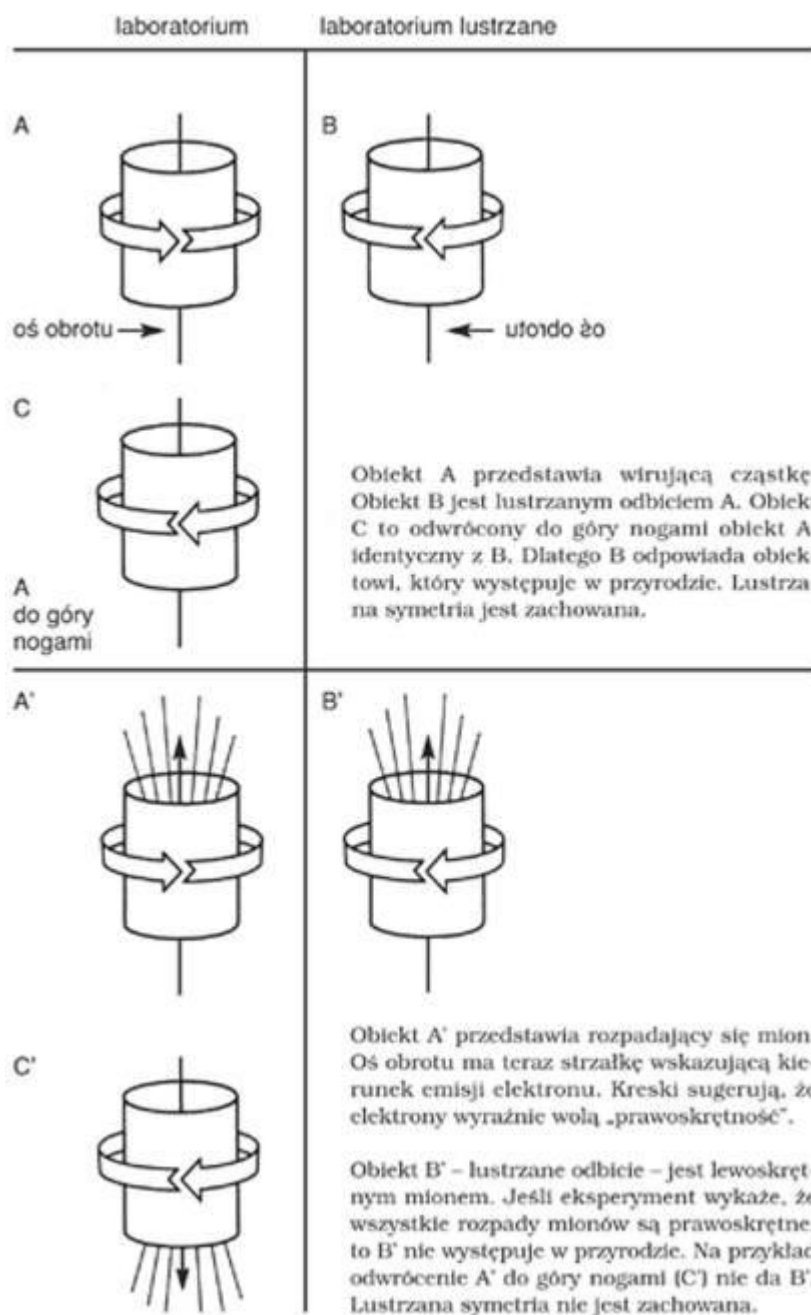 laboratorium
laboratorium lustrzane
A
B
oś obrotu
oś obrotu
C
A
do góry
nogami
Obiekt A przedstawia wirującą cząstkę
Obiekt B jest lustrzanym odbiciem A. Obiek
C to odwrócony do góry nogami obiekt A
identyczny z B. Dlatego B odpowiada obiek
towi, który występuje w przyrodzie. Lustrza
na symetria jest zachowana.
A'
B'
C'
Obiekt A' przedstawia rozpadający się mion
Oś obrotu ma teraz strzałkę wskazującą kie-
runek emisji elektronu. Kreski sugerują, że
elektrony wyraźnie wolą „prawoskrętność".
Obiekt B' – lustrzane odbicie – jest lewoskręt-
nym mionem. Jeśli eksperyment wykaże, że
wszystkie rozpady mionów są prawoskrętne
to B' nie występuje w przyrodzie. Na przykład
odwrócenie A' do góry nogami (C') nie da B'
Lustrzana symetria nie jest zachowana.